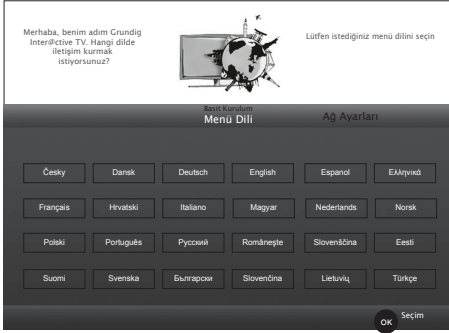 Merhaba, benim adım Grundig
Inter@ctive TV. Hangi dilde
iletişim kurmak
istiyorsunuz?
Lütfen istediğiniz menü dilini seçin
Basit Kurulum
Menü Dili
Ağ Ayarları
Česky Dansk Deutsch English Espanol Ελληνικά
Français Hrvatski Italiano Magyar Nederlands Norsk
Polski Português Русский Româneşte Slovenščina Eesti
Suomi Svenska Български Slovenčina Lietuvių Türkçe
OK Seçim